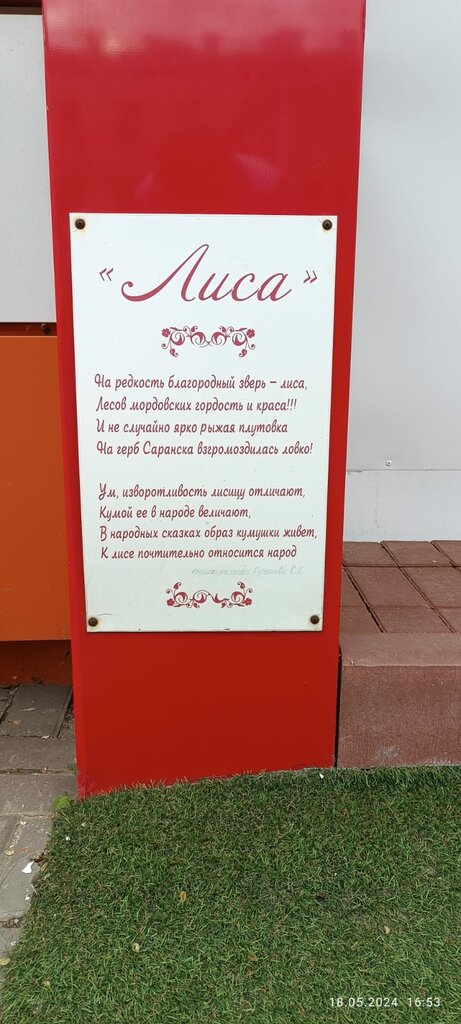 « Лиса »
На редкость благородный зверь – лиса,
Лесов мордовских гордость и краса!!!
И не случайно ярко рыжая плутовка
На герб Саранска взгромоздилась ловко!
Ум, изворотливость лисицу отличают,
Кумой ее в народе величают,
В народных сказках образ кумушки живет,
К лисе почтительно относится народ
18.05.2024 16:53